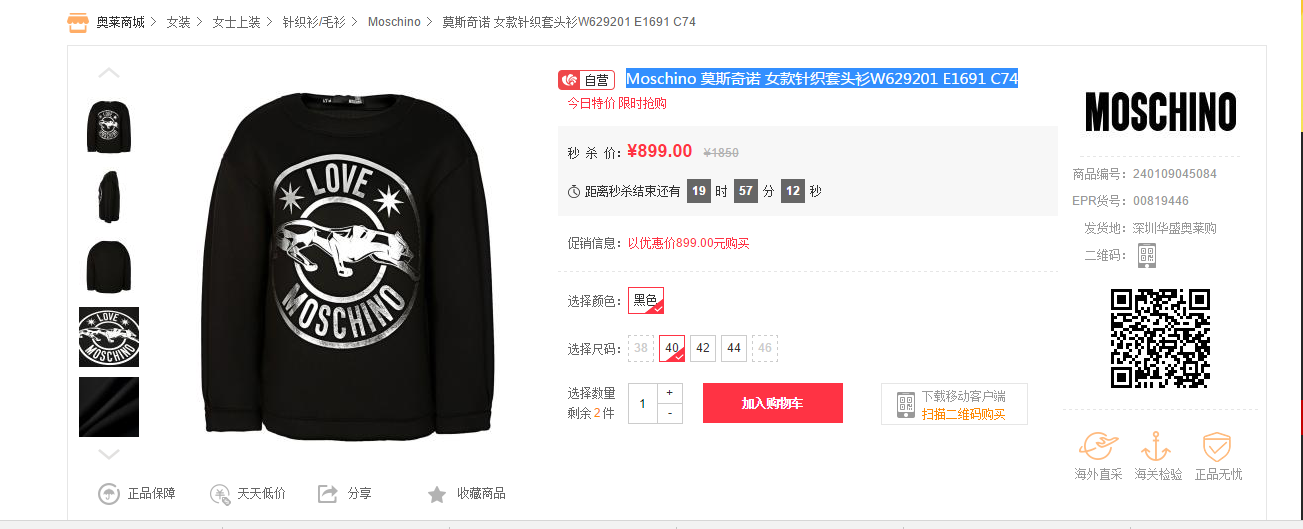 奥莱商城 > 女装 > 女士上装 > 针织衫/毛衫 > Moschino > 莫斯奇诺 女款针织套头衫W629201 E1691 C74
自营 Moschino 莫斯奇诺 女款针织套头衫W629201 E1691 C74
今日特价 限时抢购
秒 杀 价: ¥899.00 ¥1850
距离秒杀结束还有 19 时 57 分 12 秒
促销信息: 以优惠价899.00元购买
选择颜色: 黑色
选择尺码: 38 40 42 44 46
选择数量
剩余 2 件
1 + -
加入购物车
下载移动客户端
扫描二维码购买
LOVE
MOSCHINO
LOVE
MOSCHINO
正品保障
天天低价
分享
收藏商品
MOSCHINO
商品编号: 240109045084
EPR货号: 00819446
发货地: 深圳华盛奥莱购
二维码:
海外直采 海关检验 正品无忧